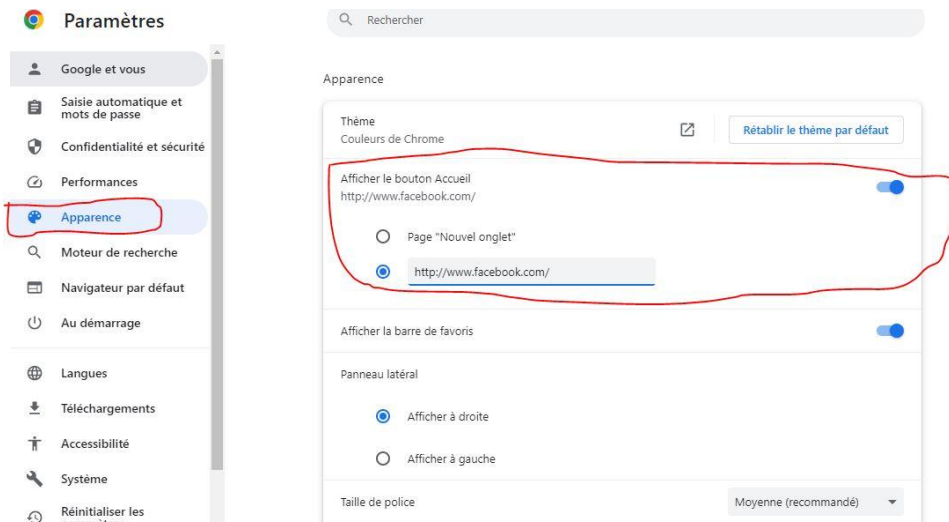 Paramètres
Rechercher
Google et vous
Saisie automatique et
mots de passe
Confidentialité et sécurité
Performances
Apparence
Moteur de recherche
Navigateur par défaut
Au démarrage
Langues
Téléchargements
Accessibilité
Système
Réinitialiser les
Apparence
Thème
Couleurs de Chrome
Rétablir le thème par défaut
Afficher le bouton Accueil
http://www.facebook.com/
Page "Nouvel onglet"
http://www.facebook.com/
Afficher la barre de favoris
Panneau latéral
Afficher à droite
Afficher à gauche
Taille de police
Moyenne (recommandé)